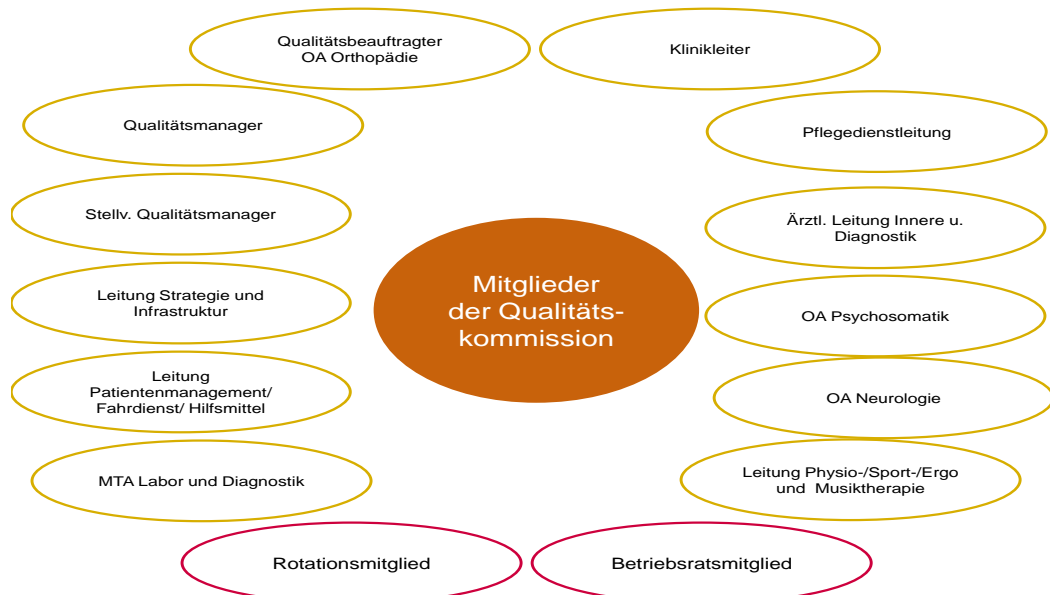 Qualitätsbeauftragter
OA Orthopädie
Klinikleiter
Qualitätsmanager
Pflegedienstleitung
Stellv. Qualitätsmanager
Ärztl. Leitung Innere u.
Diagnostik
Mitglieder
der Qualitäts-
kommission
Leitung Strategie und
Infrastruktur
OA Psychosomatik
Leitung
Patientenmanagement/
Fahrdienst/ Hilfsmittel
OA Neurologie
MTA Labor und Diagnostik
Leitung Physio-/Sport-/Ergo
und Musiktherapie
Rotationsmitglied
Betriebsratsmitglied